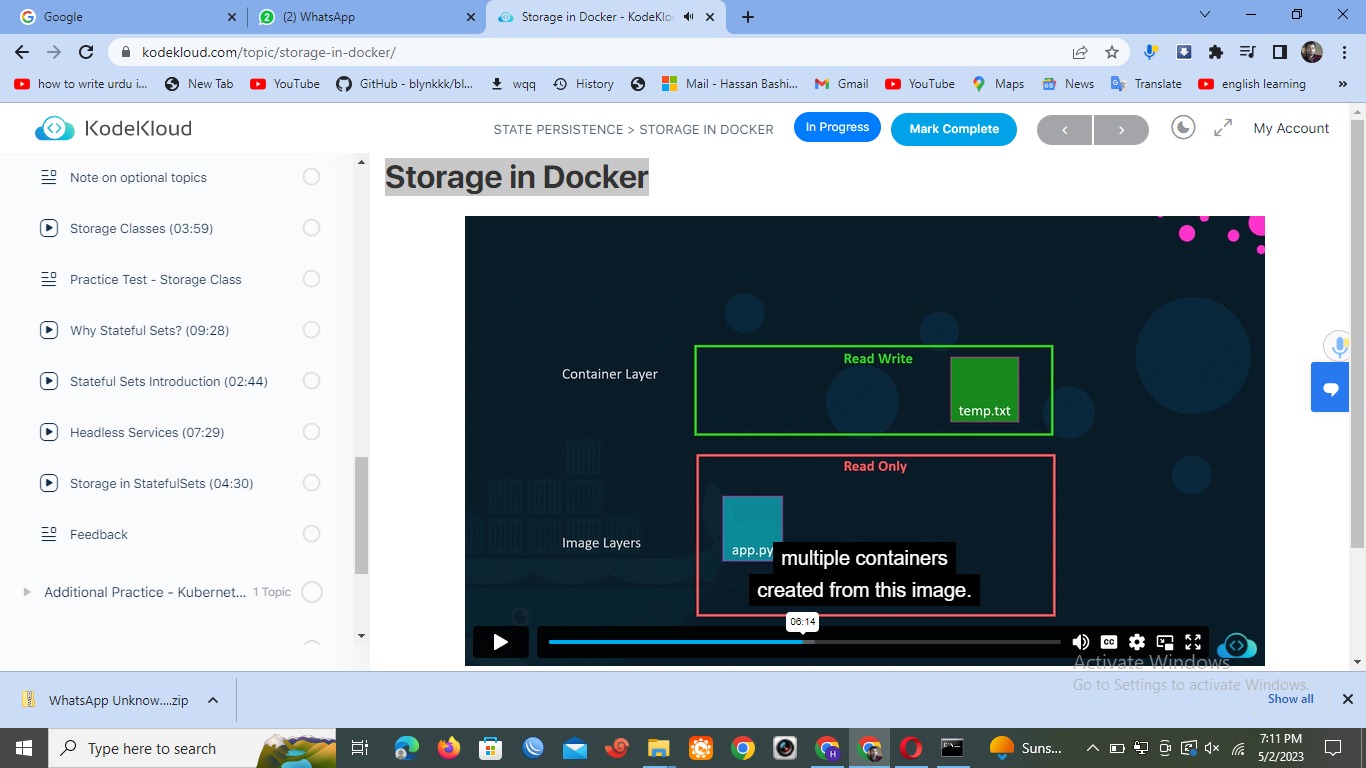 Google
(2) WhatsApp
Storage in Docker - KodeKlo
kodekloud.com/topic/storage-in-docker/
how to write urdu i...
New Tab
YouTube
GitHub - blynkkk/bl...
wqq
History
Mail - Hassan Bashi...
Gmail
YouTube
Maps
News
Translate
english learning
»
KodeKloud
STATE PERSISTENCE > STORAGE IN DOCKER
In Progress
Mark Complete
<
>
My Account
Note on optional topics
Storage Classes (03:59)
Practice Test - Storage Class
Why Stateful Sets? (09:28)
Stateful Sets Introduction (02:44)
Headless Services (07:29)
Storage in StatefulSets (04:30)
Feedback
Additional Practice - Kubernet... 1 Topic
Storage in Docker
Container Layer
Read Write
temp.txt
Read Only
Image Layers
app.py
multiple containers
created from this image.
06:14
CC
Activate Windows
Go to Settings to activate Windows.
WhatsApp Unknow....zip
Show all
Type here to search
Suns...
7:11 PM
5/2/2023